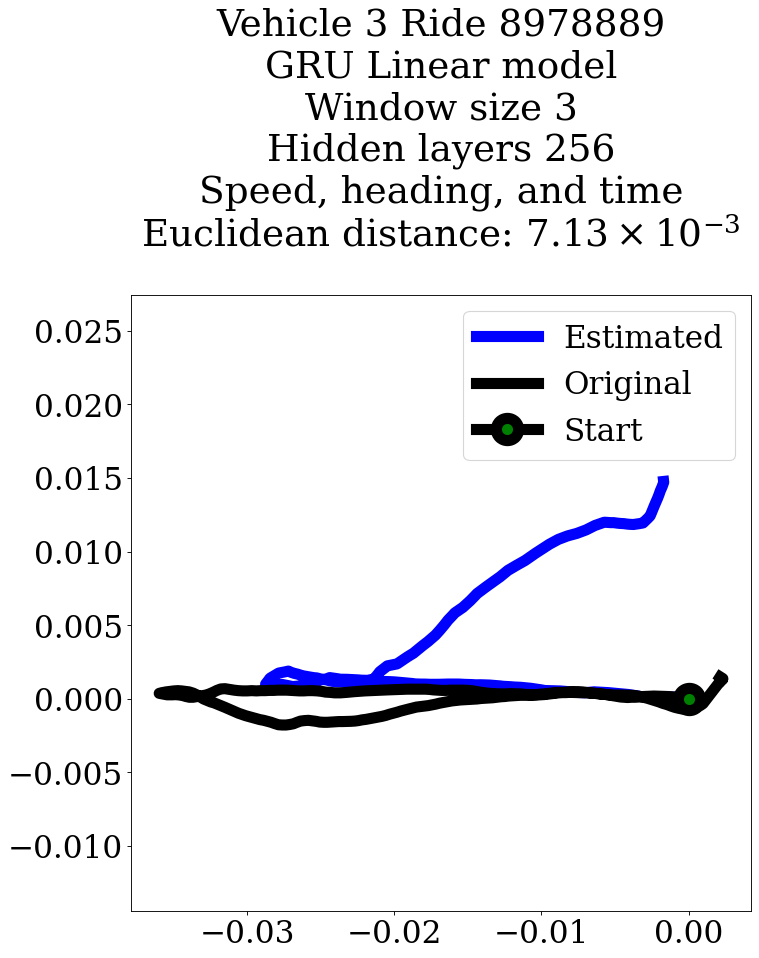 Vehicle 3 Ride 8978889
GRU Linear model
Window size 3
Hidden layers 256
Speed, heading, and time
Euclidean distance: 7.13 × 10⁻³
Estimated
Original
Start
0.025
0.020
0.015
0.010
0.005
0.000
−0.005
−0.010
−0.03 −0.02 −0.01 0.00